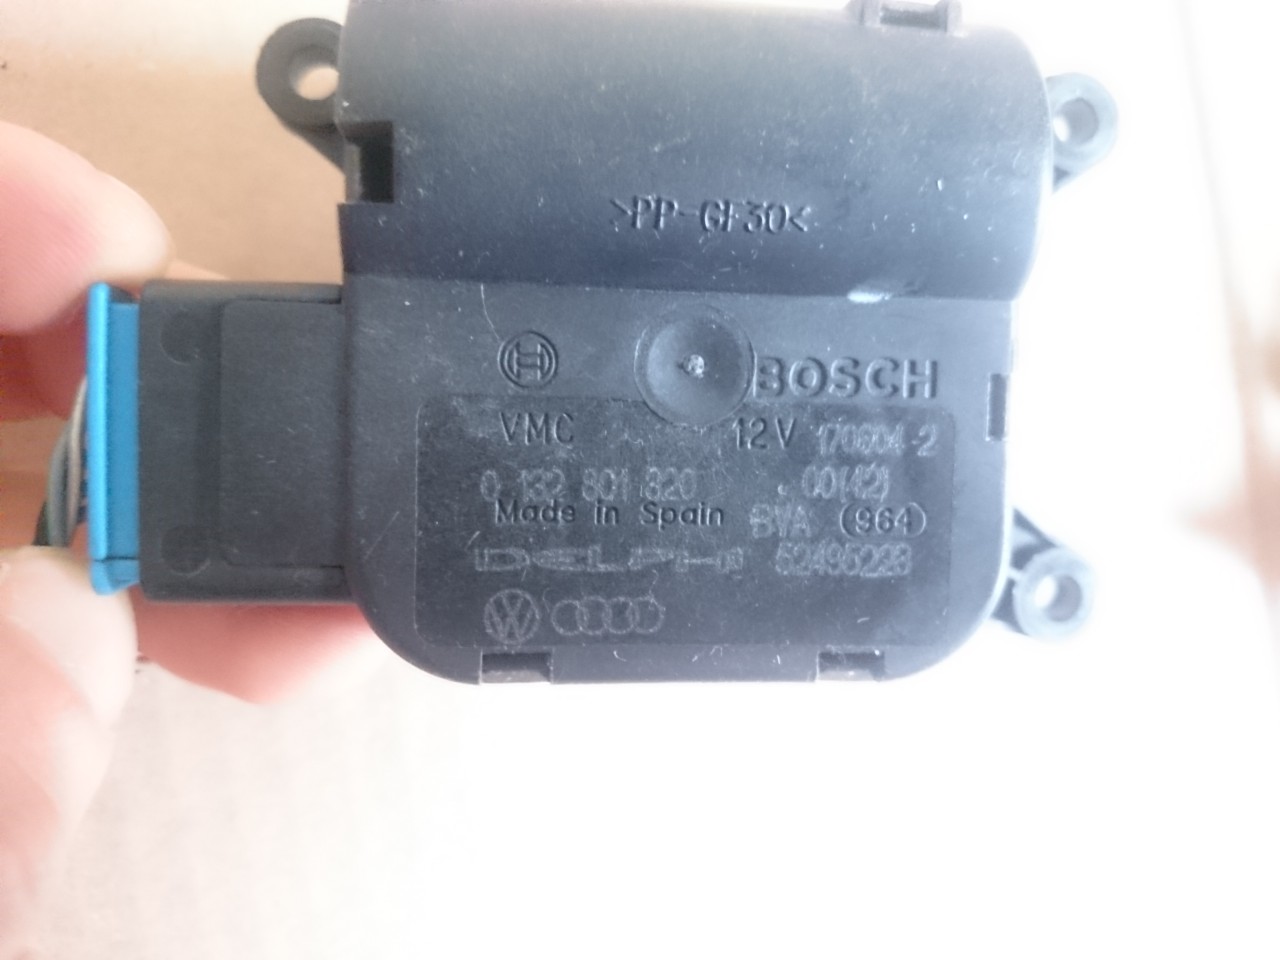 >PP-GF30<
BOSCH
VMC 12V 170604-2
0 132 801 320 00(42)
Made in Spain BVA (964)
DELPHI 52495223